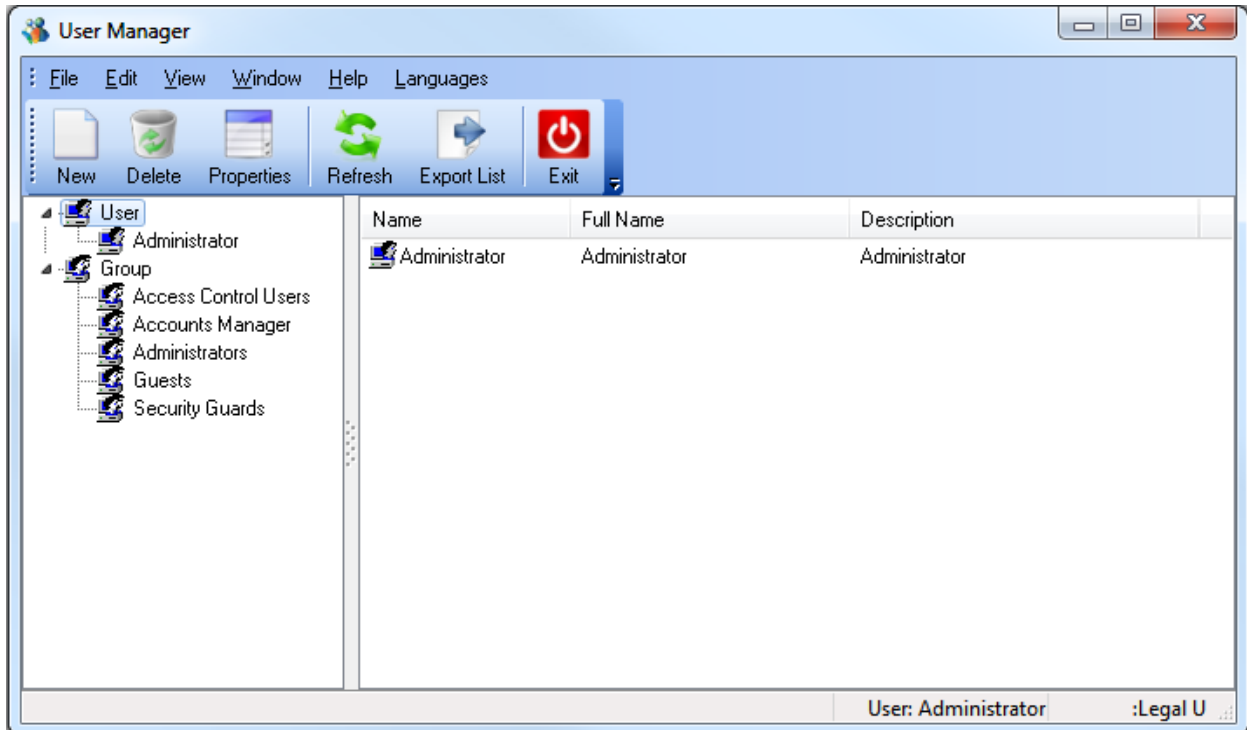 User Manager
File Edit View Window Help Languages
New Delete Properties Refresh Export List Exit
User
Administrator
Group
Access Control Users
Accounts Manager
Administrators
Guests
Security Guards
Name Full Name Description
Administrator Administrator Administrator
User: Administrator :Legal U